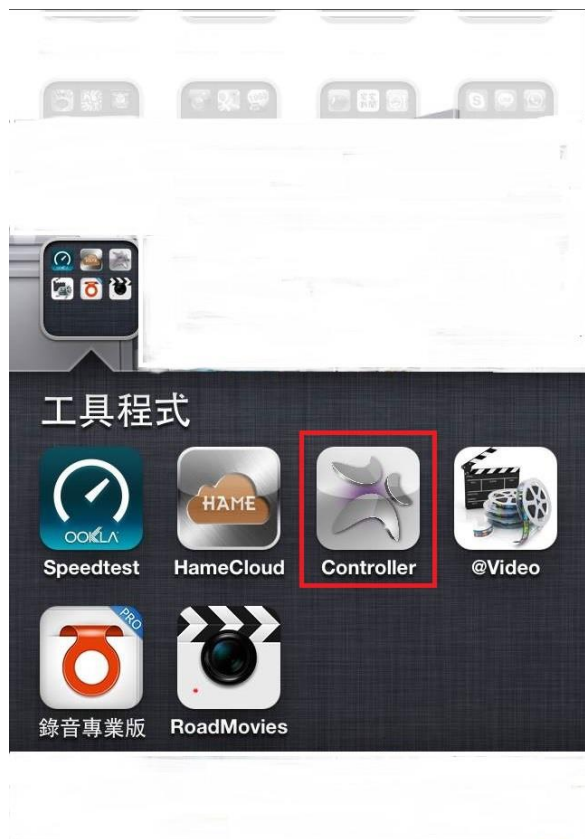 工具程式
OOKLA
HAME
Speedtest
HameCloud
Controller
@Video
PRO
錄音專業版
RoadMovies